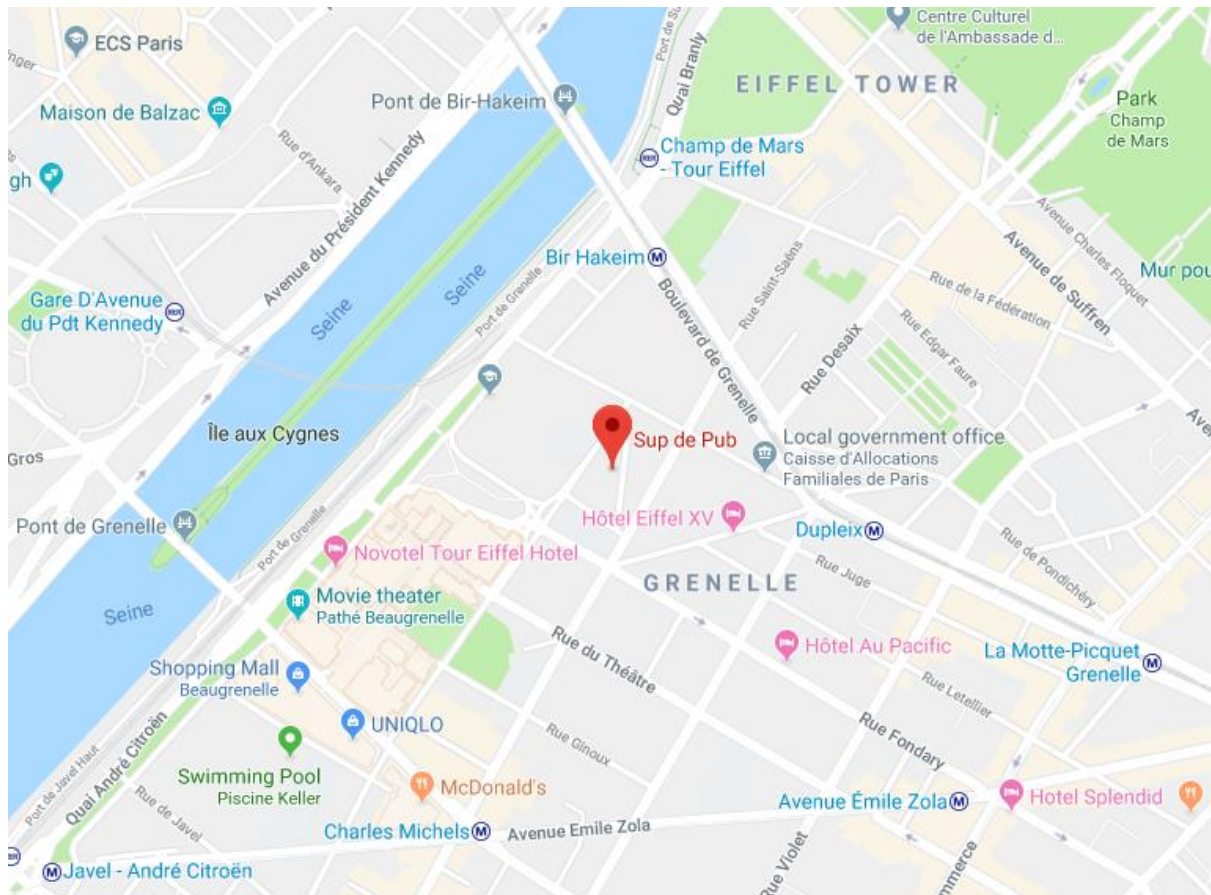 Centre Culturel
de l'Ambassade d...
ECS Paris
EIFFEL TOWER
Quai Branly
Pont de Bir-Hakeim
Park
Champ
de Mars
Maison de Balzac
Rue d'Ankara
Avenue du Président Kennedy
Champ de Mars
- Tour Eiffel
gh
Avenue Charles Floquet
Avenue de Suffren
Bir Hakeim
Rue Saint-Saëns
Mur pou
Seine
Seine
Port de Grenelle
Rue de la Fédération
Gare D'Avenue
du Pdt Kennedy
Boulevard de Grenelle
Rue Desaix
Rue Edgar Faure
Île aux Cygnes
Sup de Pub
Local government office
Caisse d'Allocations
Familiales de Paris
Gros
Pont de Grenelle
Port de Grenelle
Hôtel Eiffel XV
Dupleix
Novotel Tour Eiffel Hotel
Rue de Pondichéry
Rue Juge
GRENELLE
Seine
Movie theater
Pathé Beaugrenelle
Rue du Théâtre
Hôtel Au Pacific
La Motte-Picquet
Grenelle
Shopping Mall
Beaugrenelle
Rue Letellier
UNIQLO
Quai André Citroën
Port de Javel Haut
Rue Ginoux
Rue Fondary
Swimming Pool
Piscine Keller
McDonald's
Rue de Javel
Avenue Émile Zola
Hotel Splendid
Charles Michels
Avenue Emile Zola
Rue Violet
mmerce
Javel - André Citroën